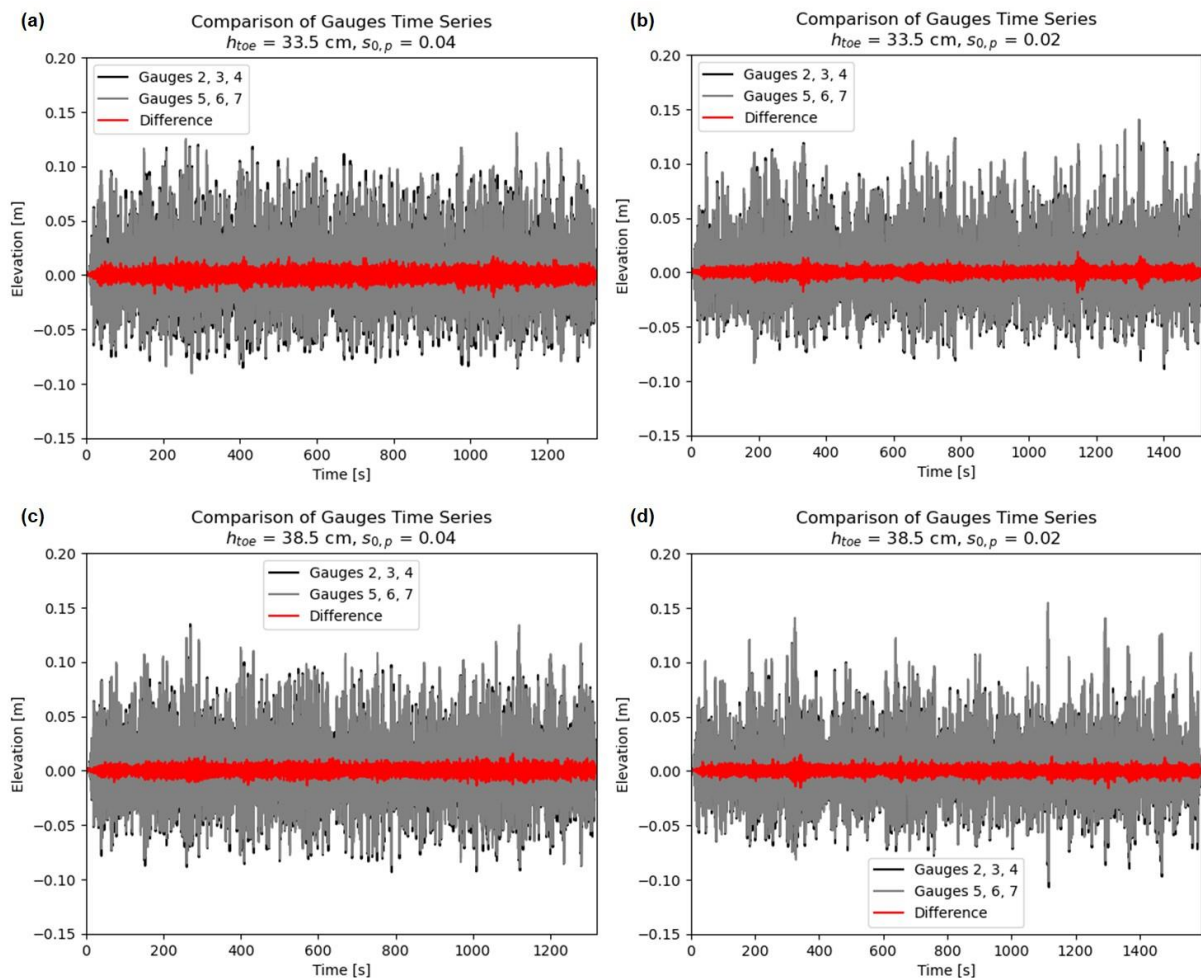 (a)
Comparison of Gauges Time Series
h_toe = 33.5 cm, s_0,p = 0.04
Elevation [m]
0.20
0.15
0.10
0.05
0.00
−0.05
−0.10
−0.15
Gauges 2, 3, 4
Gauges 5, 6, 7
Difference
0 200 400 600 800 1000 1200
Time [s]
(b)
Comparison of Gauges Time Series
h_toe = 33.5 cm, s_0,p = 0.02
Elevation [m]
0.20
0.15
0.10
0.05
0.00
−0.05
−0.10
−0.15
Gauges 2, 3, 4
Gauges 5, 6, 7
Difference
0 200 400 600 800 1000 1200 1400
Time [s]
(c)
Comparison of Gauges Time Series
h_toe = 38.5 cm, s_0,p = 0.04
Elevation [m]
0.20
0.15
0.10
0.05
0.00
−0.05
−0.10
−0.15
Gauges 2, 3, 4
Gauges 5, 6, 7
Difference
0 200 400 600 800 1000 1200
Time [s]
(d)
Comparison of Gauges Time Series
h_toe = 38.5 cm, s_0,p = 0.02
Elevation [m]
0.20
0.15
0.10
0.05
0.00
−0.05
−0.10
−0.15
Gauges 2, 3, 4
Gauges 5, 6, 7
Difference
0 200 400 600 800 1000 1200 1400
Time [s]